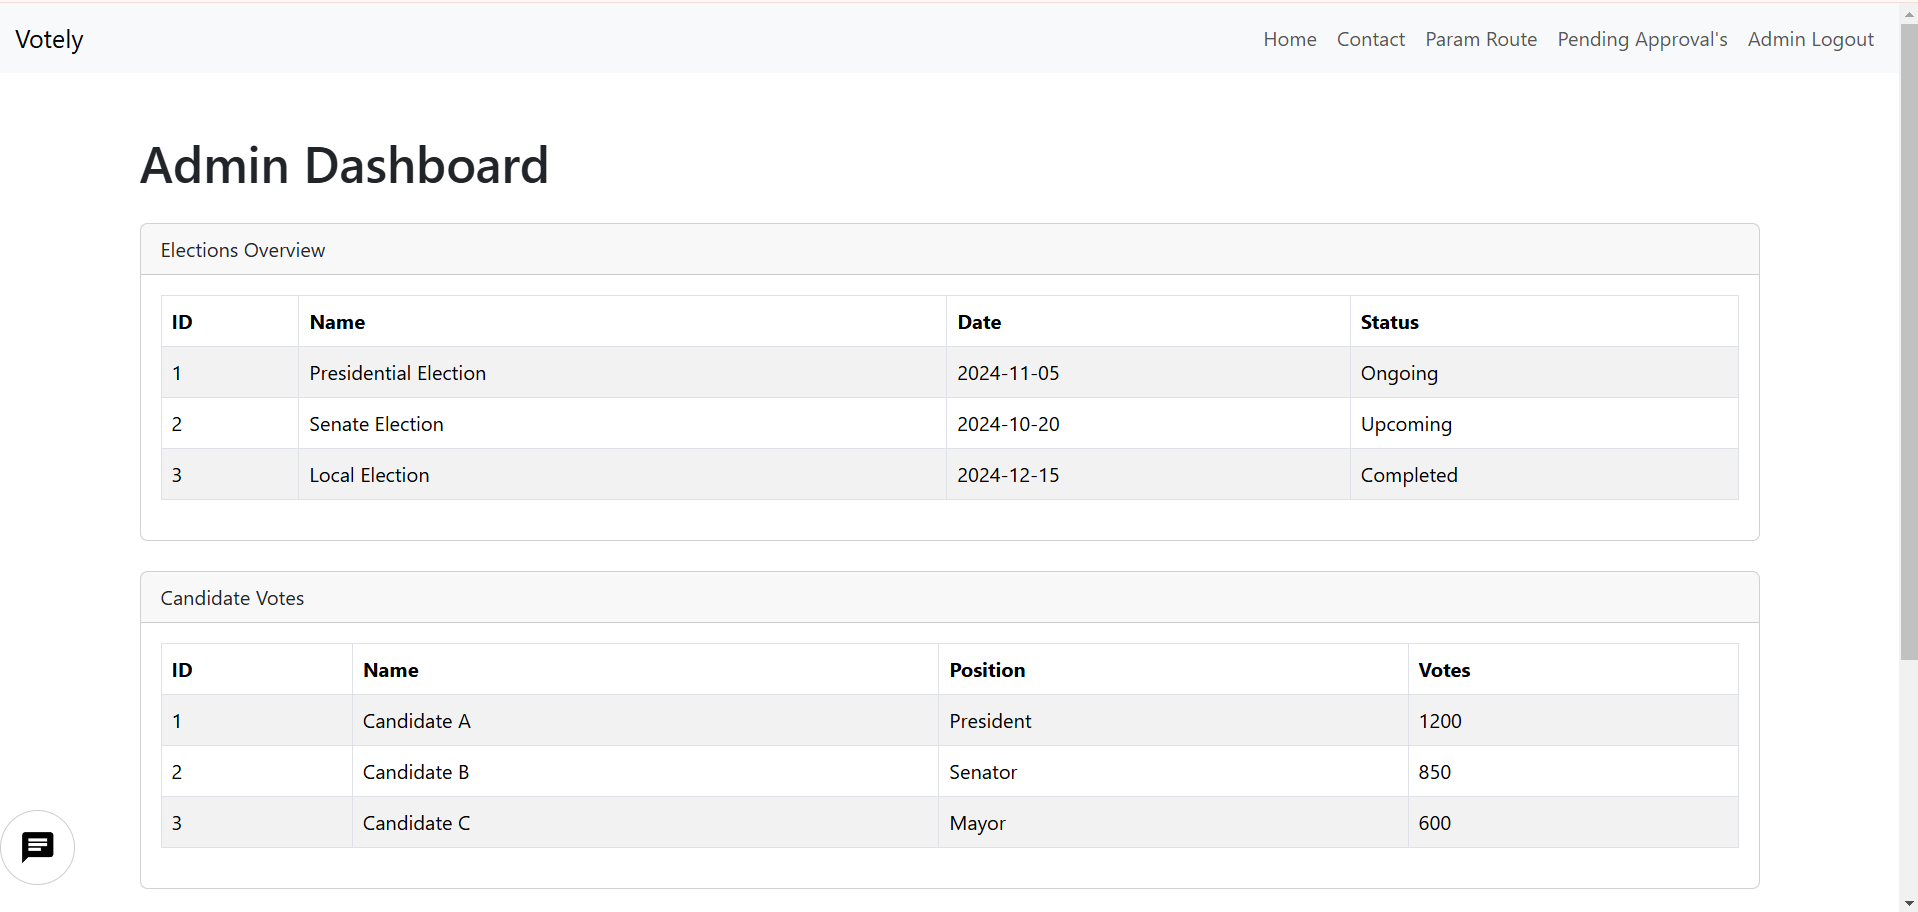 Votely
Home Contact Param Route Pending Approval's Admin Logout
Admin Dashboard
Elections Overview
ID Name Date Status
1 Presidential Election 2024-11-05 Ongoing
2 Senate Election 2024-10-20 Upcoming
3 Local Election 2024-12-15 Completed
Candidate Votes
ID Name Position Votes
1 Candidate A President 1200
2 Candidate B Senator 850
3 Candidate C Mayor 600